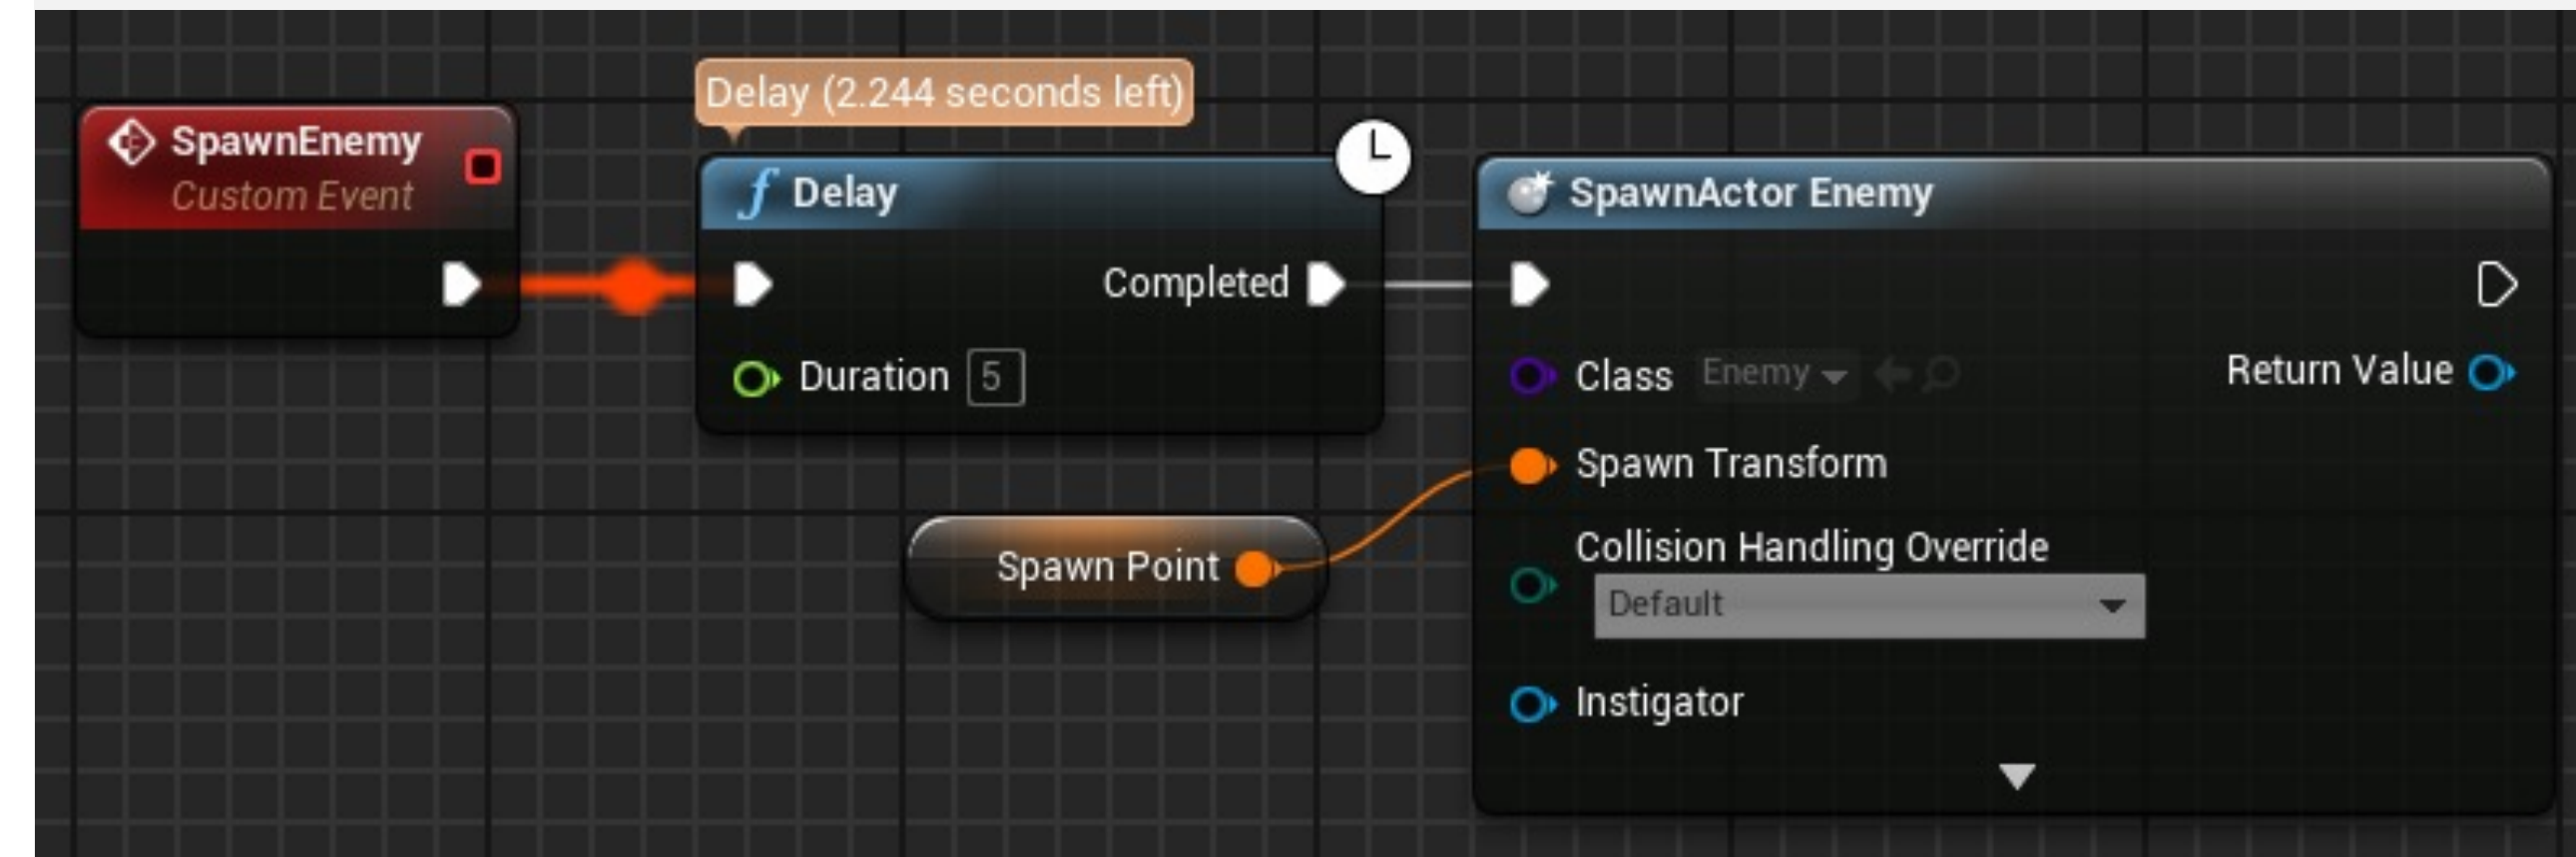 Delay (2.244 seconds left)
SpawnEnemy
Custom Event
Delay
Completed
Duration 5
Spawn Point
SpawnActor Enemy
Class Enemy
Return Value
Spawn Transform
Collision Handling Override
Default
Instigator